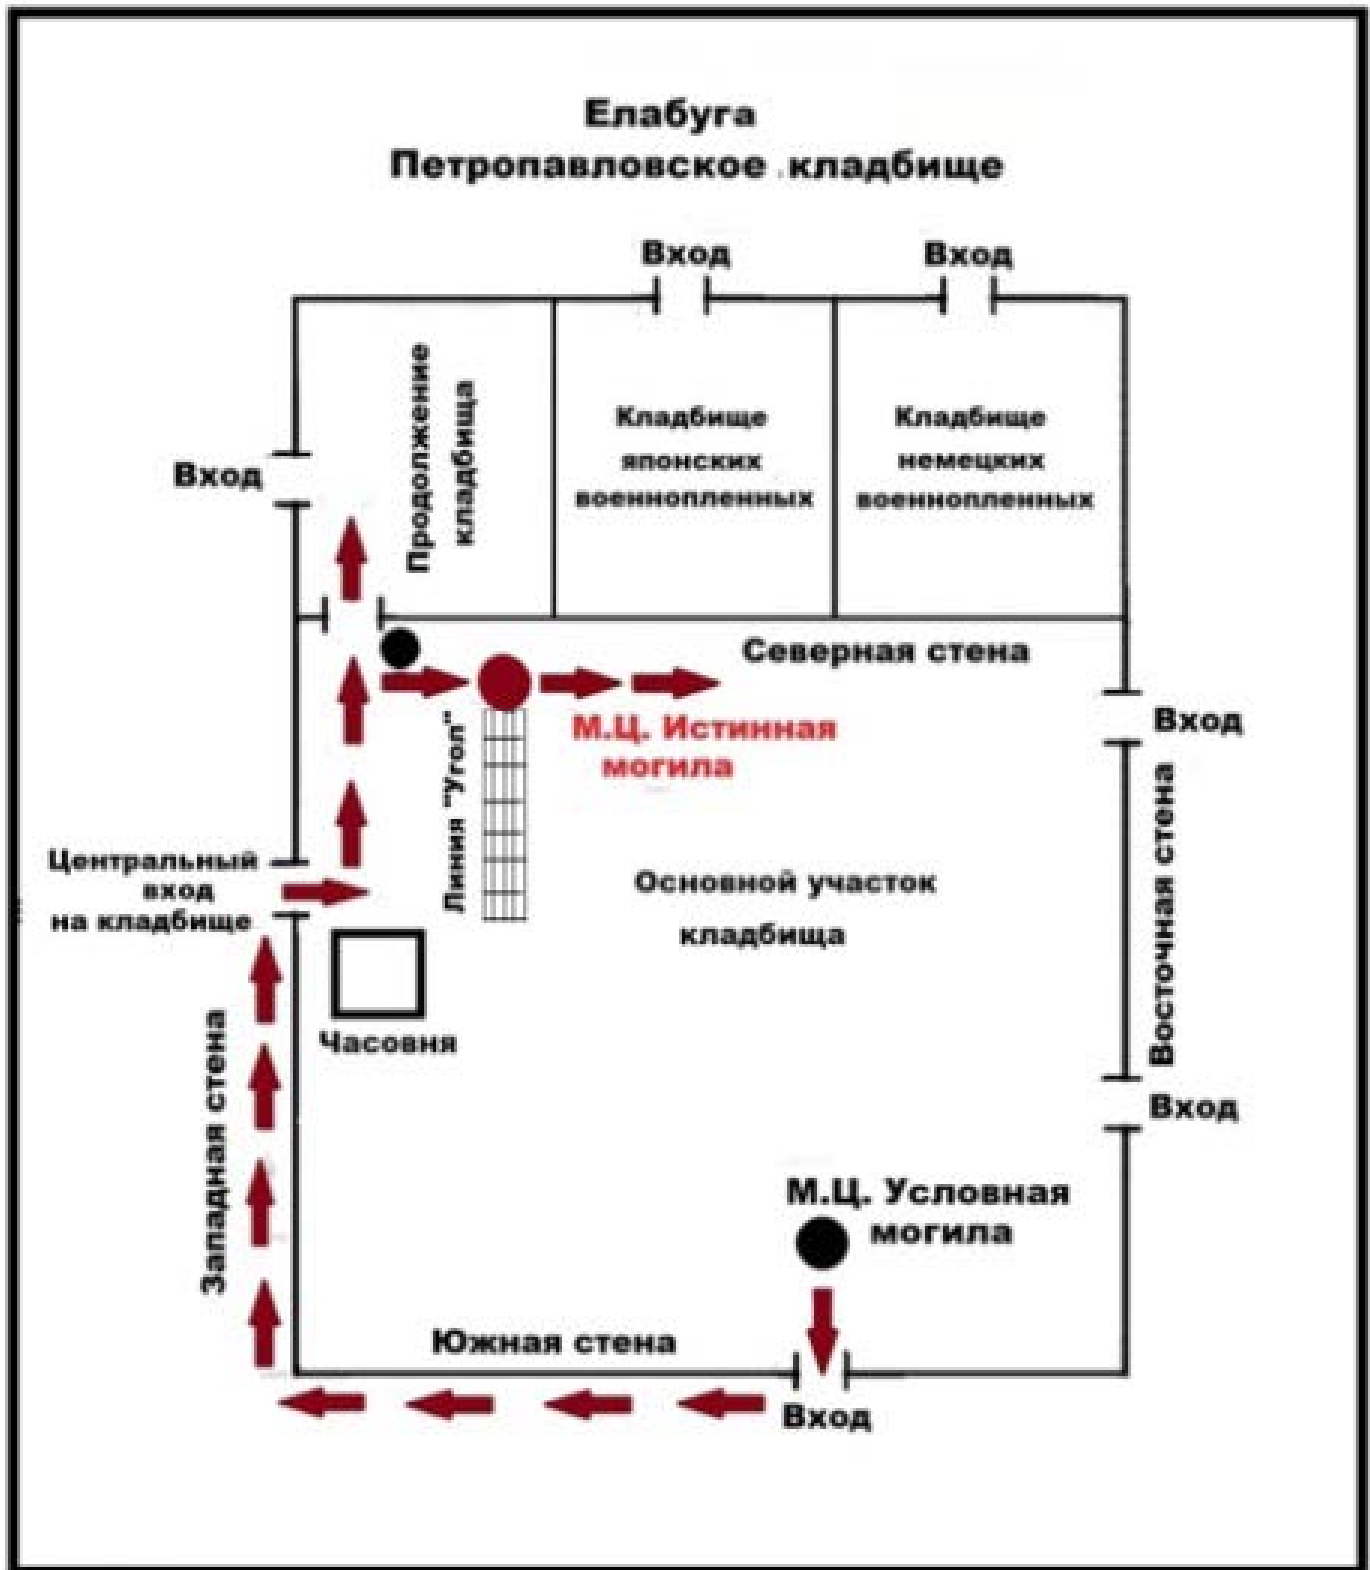 Елабуга
Петропавловское кладбище
Вход
Вход
Продолжение
кладбища
Кладбище
японских
военнопленных
Кладбище
немецких
военнопленных
Вход
Северная стена
Вход
М.Ц. Истинная
могила
Линия "Угол"
Восточная стена
Центральный
вход
на кладбище
Основной участок
кладбища
Часовня
Западная стена
Вход
М.Ц. Условная
могила
Южная стена
Вход